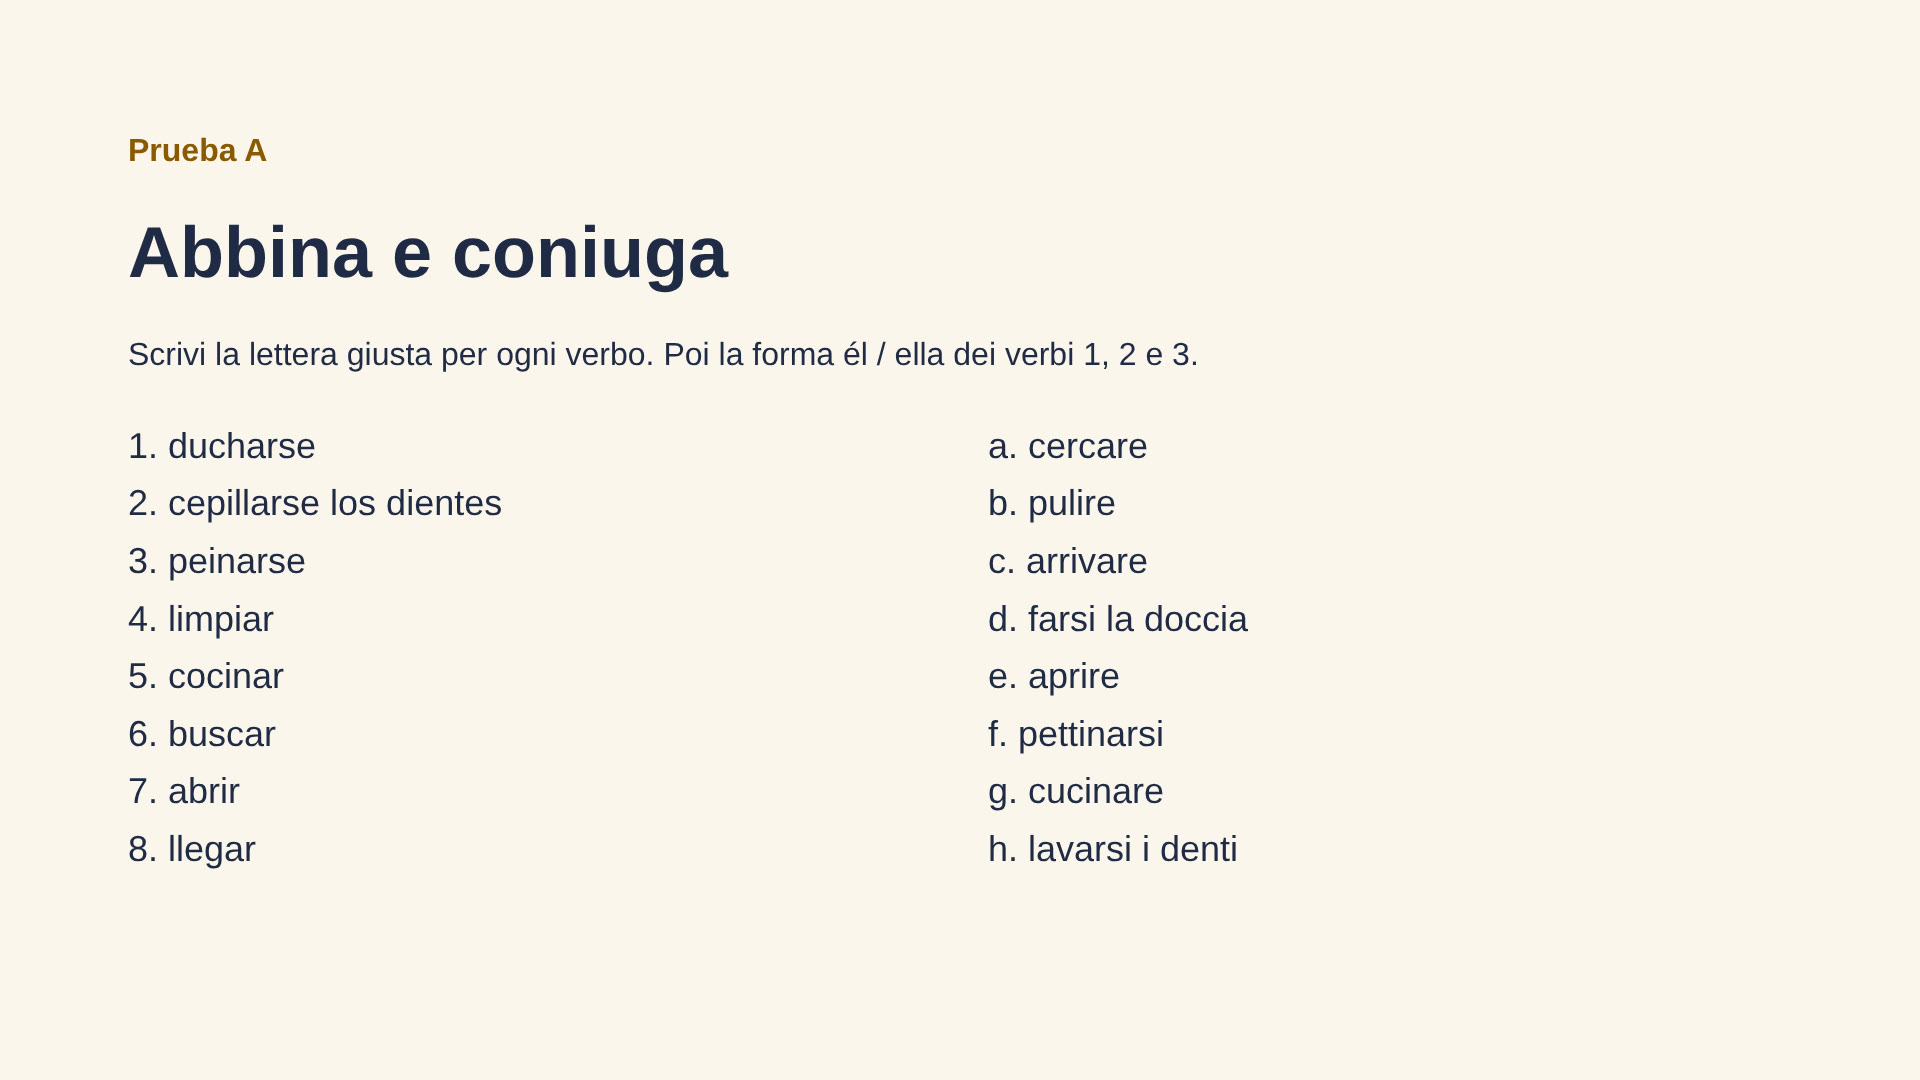 Prueba A
Abbina e coniuga
Scrivi la lettera giusta per ogni verbo. Poi la forma él / ella dei verbi 1, 2 e 3.
1. ducharse
2. cepillarse los dientes
3. peinarse
4. limpiar
5. cocinar
6. buscar
7. abrir
8. llegar
a. cercare
b. pulire
c. arrivare
d. farsi la doccia
e. aprire
f. pettinarsi
g. cucinare
h. lavarsi i denti